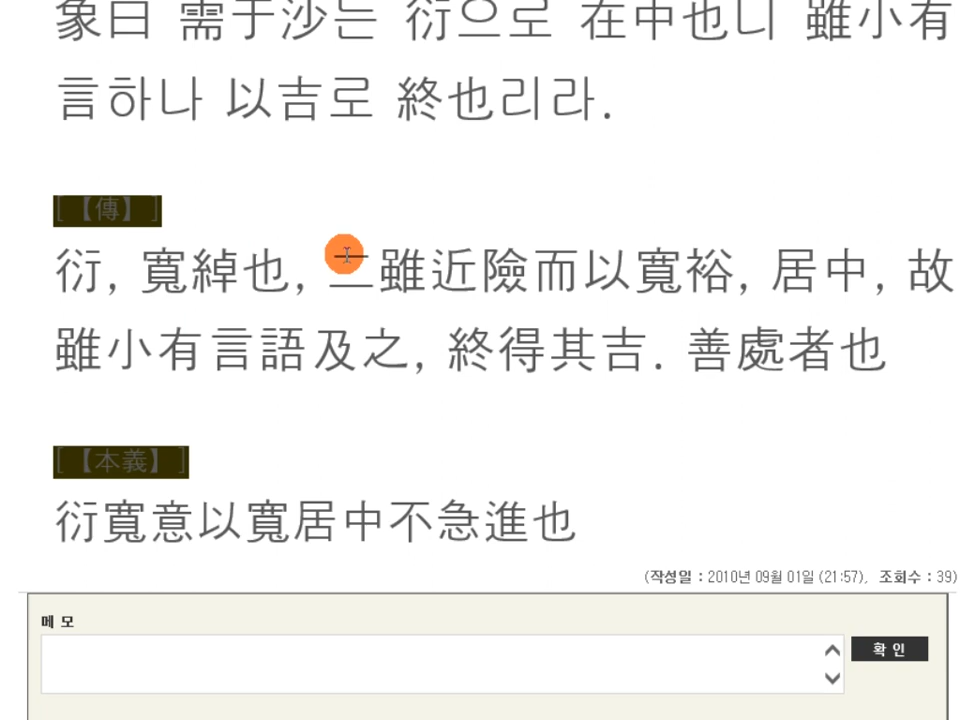 象曰 需于沙는 衍으로 在中也니 雖小有
言하나 以吉로 終也리라.
[【傳】]
衍, 寬綽也, 二雖近險而以寬裕, 居中, 故
雖小有言語及之, 終得其吉. 善處者也
[【本義】]
衍寬意以寬居中不急進也
(작성일 : 2010년 09월 01일 (21:57), 조회수 : 39)
메 모
확 인